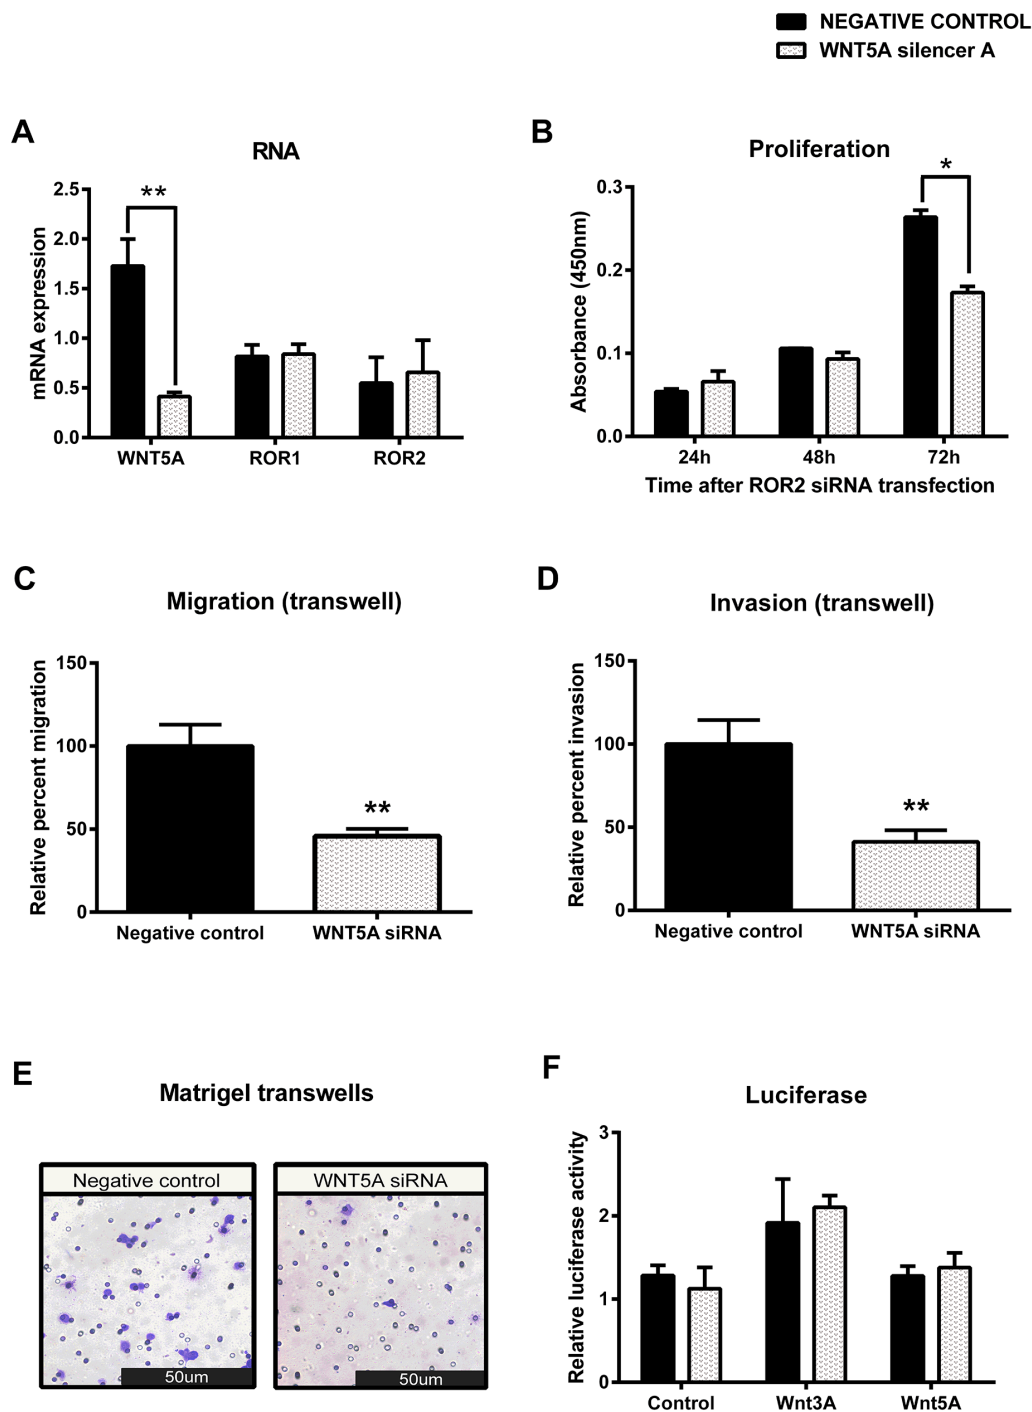 NEGATIVE CONTROL
WNT5A silencer A
A
RNA
mRNA expression
2.5
2.0
1.5
1.0
0.5
0.0
**
WNT5A
ROR1
ROR2
B
Proliferation
Absorbance (450nm)
0.3
0.2
0.1
0.0
*
24h
48h
72h
Time after ROR2 siRNA transfection
C
Migration (transwell)
Relative percent migration
150
100
50
0
**
Negative control
WNT5A siRNA
D
Invasion (transwell)
Relative percent invasion
150
100
50
0
**
Negative control
WNT5A siRNA
E
Matrigel transwells
Negative control
50um
WNT5A siRNA
50um
F
Luciferase
Relative luciferase activity
3
2
1
0
Control
Wnt3A
Wnt5A